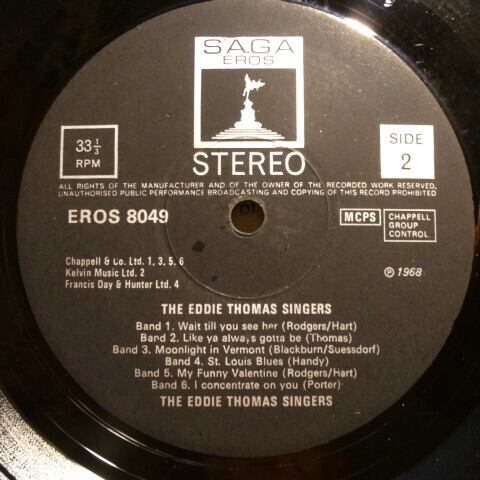 SAGA
EROS
33 1/3
RPM
STEREO
SIDE
2
ALL RIGHTS OF THE MANUFACTURER AND OF THE OWNER OF THE RECORDED WORK RESERVED.
UNAUTHORISED PUBLIC PERFORMANCE BROADCASTING AND COPYING OF THIS RECORD PROHIBITED
EROS 8049
MCPS
CHAPPELL
GROUP
CONTROL
Chappell & Co. Ltd. 1, 3, 5, 6
Kelvin Music Ltd. 2
Francis Day & Hunter Ltd. 4
℗ 1968
THE EDDIE THOMAS SINGERS
Band 1. Wait till you see her (Rodgers/Hart)
Band 2. Like ya always gotta be (Thomas)
Band 3. Moonlight in Vermont (Blackburn/Suessdorf)
Band 4. St. Louis Blues (Handy)
Band 5. My Funny Valentine (Rodgers/Hart)
Band 6. I concentrate on you (Porter)
THE EDDIE THOMAS SINGERS